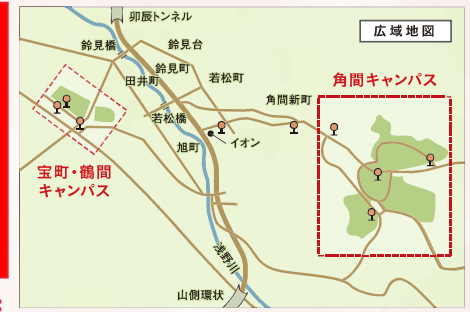 卯辰トンネル
広域地図
鈴見橋
鈴見台
鈴見町
田井町
若松町
角間キャンパス
角間新町
若松橋
旭町
イオン
宝町・鶴間
キャンパス
浅野川
山側環状